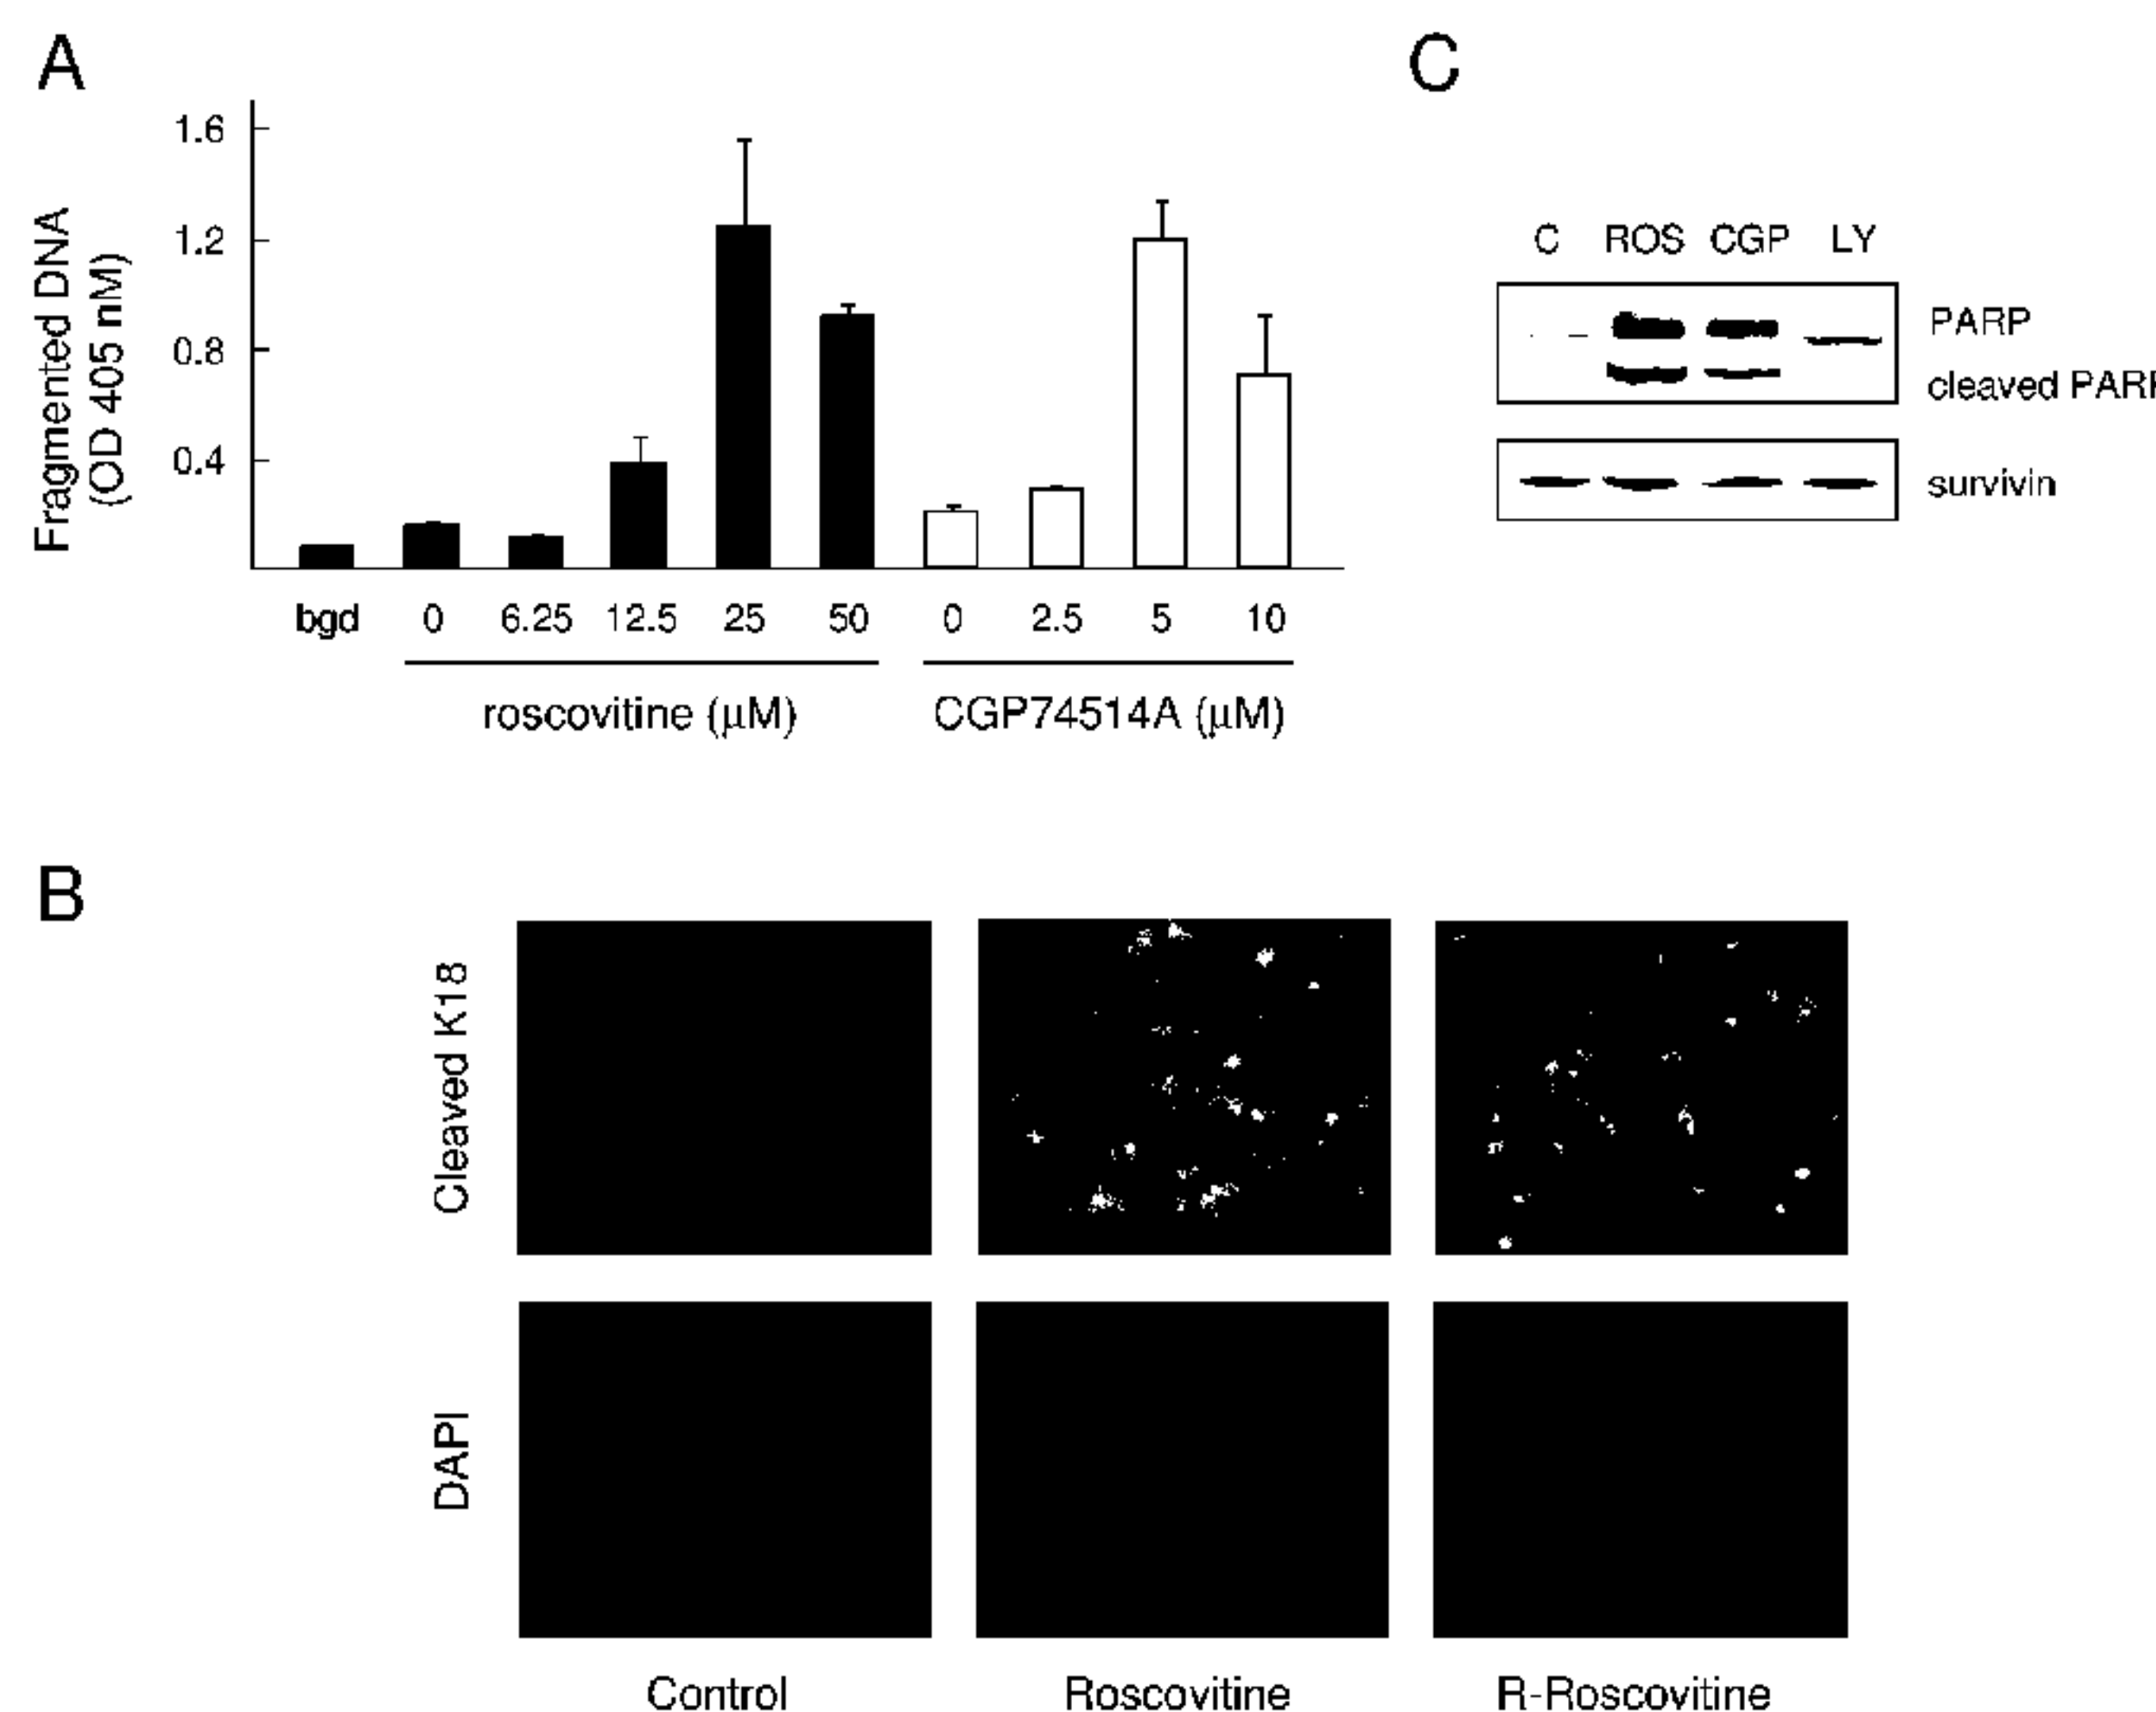 A
1.6
1.2
0.8
0.4
Fragmented DNA
(OD 405 nM)
bgd 0 6.25 12.5 25 50 0 2.5 5 10
roscovitine (μM) CGP74514A (μM)
C
C ROS CGP LY
PARP
cleaved PARP
survivin
B
Cleaved K18
DAPI
Control Roscovitine R-Roscovitine